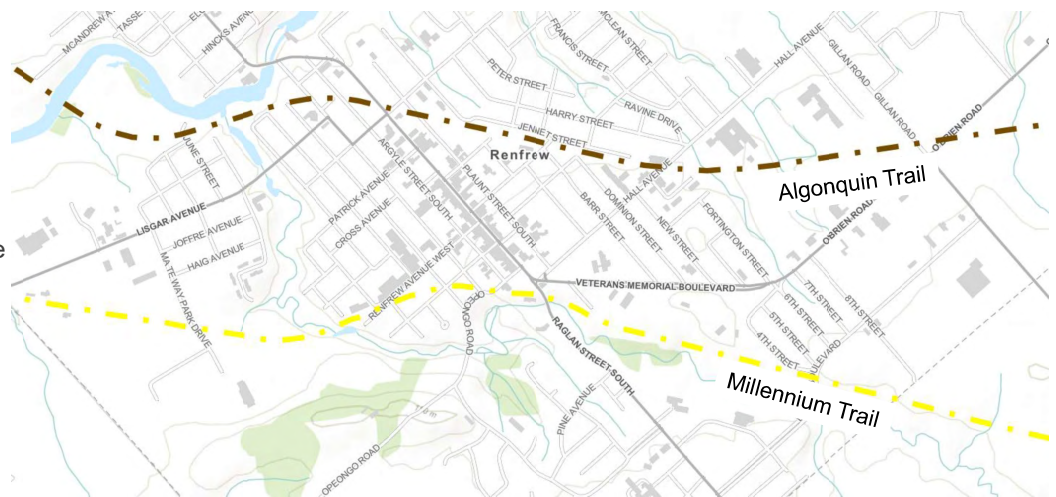 MCANDREW A
TASSE
HINCKS AVEN
MCLEAN STREET
FRANCIS STREET
PETER STREET
HALL AVENUE
GILLAN ROAD
GILLAN ROAD
O'BRIEN ROAD
RAVINE DRIVE
HARRY STREET
JENNET STREET
Renfrew
JUNE STREET
ARGYLE STREET SOUTH
PLAUNT STREET SOUTH
PATRICK AVENUE
CROSS AVENUE
LISGAR AVENUE
JOFFRE AVENUE
HAIG AVENUE
MA-TE-WAY PARK DRIVE
RENFREW AVENUE WEST
BARR STREET
DOMINION STREET
HALL AVENUE
NEW STREET
FORTINGTON STREET
Algonquin Trail
O'BRIEN ROAD
e
VETERANS MEMORIAL BOULEVARD
OPEONGO ROAD
RAGLAN STREET SOUTH
7TH STREET
8TH STREET
6TH STREET
5TH STREET
4TH STREET
OULEVARD
Millennium Trail
PINE AVENUE
OPEONGO ROAD